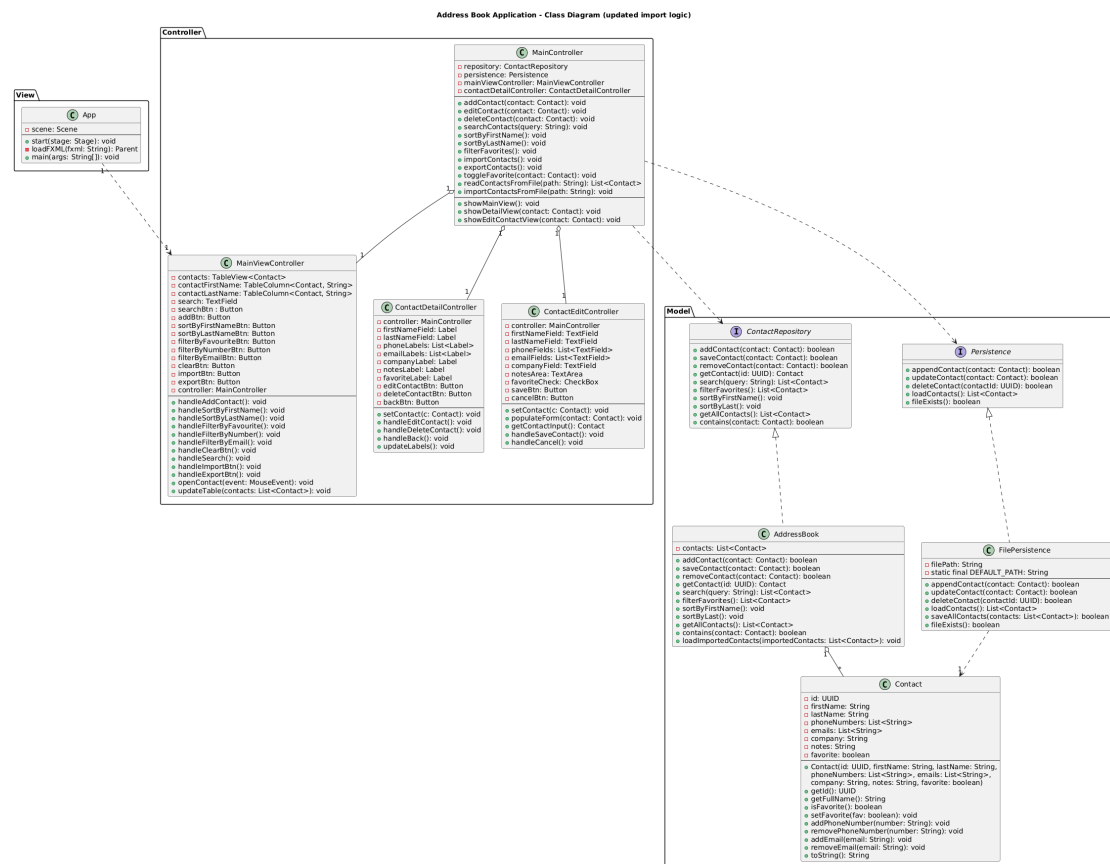 Address Book Application - Class Diagram (updated import logic)
Controller
C MainController
repository: ContactRepository
persistence: Persistence
mainViewController: MainViewController
contactDetailController: ContactDetailController
addContact(contact: Contact): void
editContact(contact: Contact): void
deleteContact(contact: Contact): void
searchContacts(query: String): void
sortByFirstName(): void
sortByLastName(): void
filterFavorites(): void
importContacts(): void
exportContacts(): void
toggleFavorite(contact: Contact): void
readContactsFromFile(path: String): List<Contact>
importContactsFromFile(path: String): void
showMainView(): void
showDetailView(contact: Contact): void
showEditContactView(contact: Contact): void
View
C App
scene: Scene
start(stage: Stage): void
loadFXML(fxml: String): Parent
main(args: String[]): void
1
1
1
1
1
1
1
1
C MainViewController
contacts: TableView<Contact>
contactFirstName: TableColumn<Contact, String>
contactLastName: TableColumn<Contact, String>
search: TextField
searchBtn : Button
addBtn: Button
sortByFirstNameBtn: Button
sortByLastNameBtn: Button
filterByFavouriteBtn: Button
filterByNumberBtn: Button
filterByEmailBtn: Button
clearBtn: Button
importBtn: Button
exportBtn: Button
controller: MainController
handleAddContact(): void
handleSortByFirstName(): void
handleSortByLastName(): void
handleFilterByFavourite(): void
handleFilterByNumber(): void
handleFilterByEmail(): void
handleClearBtn(): void
handleSearch(): void
handleImportBtn(): void
handleExportBtn(): void
openContact(event: MouseEvent): void
updateTable(contacts: List<Contact>): void
C ContactDetailController
controller: MainController
firstNameField: Label
lastNameField: Label
phoneLabels: List<Label>
emailLabels: List<Label>
companyLabel: Label
notesLabel: Label
favoriteLabel: Label
editContactBtn: Button
deleteContactBtn: Button
backBtn: Button
setContact(c: Contact): void
handleEditContact(): void
handleDeleteContact(): void
handleBack(): void
updateLabels(): void
C ContactEditController
controller: MainController
firstNameField: TextField
lastNameField: TextField
phoneFields: List<TextField>
emailFields: List<TextField>
companyField: TextField
notesArea: TextArea
favoriteCheck: CheckBox
saveBtn: Button
cancelBtn: Button
setContact(c: Contact): void
populateForm(contact: Contact): void
getContactInput(): Contact
handleSaveContact(): void
handleCancel(): void
Model
I ContactRepository
addContact(contact: Contact): boolean
saveContact(contact: Contact): boolean
removeContact(contact: Contact): boolean
getContact(id: UUID): Contact
search(query: String): List<Contact>
filterFavorites(): List<Contact>
sortByFirstName(): void
sortByLast(): void
getAllContacts(): List<Contact>
contains(contact: Contact): boolean
I Persistence
appendContact(contact: Contact): boolean
updateContact(contact: Contact): boolean
deleteContact(contactId: UUID): boolean
loadContacts(): List<Contact>
fileExists(): boolean
C AddressBook
contacts: List<Contact>
addContact(contact: Contact): boolean
saveContact(contact: Contact): boolean
removeContact(contact: Contact): boolean
getContact(id: UUID): Contact
search(query: String): List<Contact>
filterFavorites(): List<Contact>
sortByFirstName(): void
sortByLast(): void
getAllContacts(): List<Contact>
contains(contact: Contact): boolean
loadImportedContacts(importedContacts: List<Contact>): void
C FilePersistence
filePath: String
static final DEFAULT_PATH: String
appendContact(contact: Contact): boolean
updateContact(contact: Contact): boolean
deleteContact(contactId: UUID): boolean
loadContacts(): List<Contact>
saveAllContacts(contacts: List<Contact>): boolean
fileExists(): boolean
1
*
1
C Contact
id: UUID
firstName: String
lastName: String
phoneNumbers: List<String>
emails: List<String>
company: String
notes: String
favorite: boolean
Contact(id: UUID, firstName: String, lastName: String,
phoneNumbers: List<String>, emails: List<String>,
company: String, notes: String, favorite: boolean)
getId(): UUID
getFullName(): String
isFavorite(): boolean
setFavorite(fav: boolean): void
addPhoneNumber(number: String): void
removePhoneNumber(number: String): void
addEmail(email: String): void
removeEmail(email: String): void
toString(): String